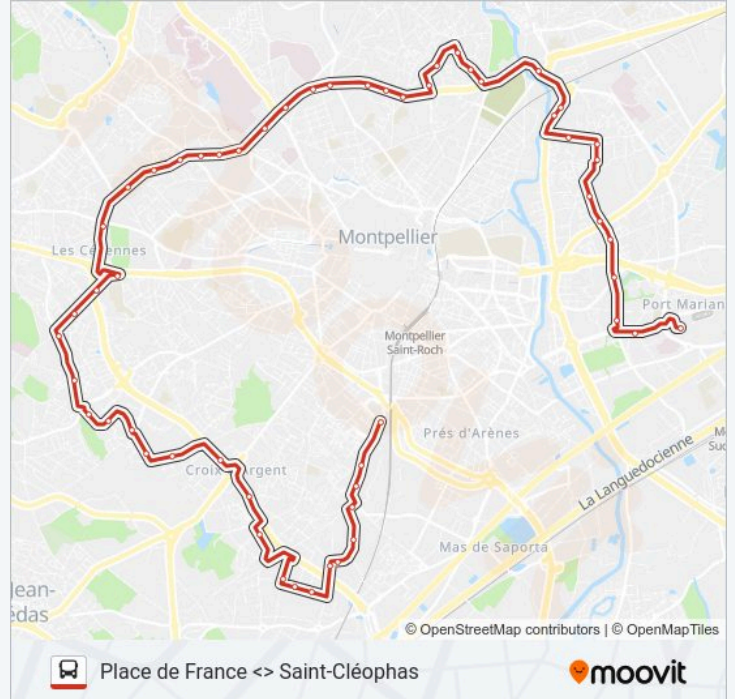 Montpellier
Les Cévennes
Port Marian
Montpellier
Saint-Roch
Prés d'Arènes
Croix d'Argent
La Languedocienne
Mas de Saporta
Jean-
édas
© OpenStreetMap contributors | © OpenMapTiles
Place de France <> Saint-Cléophas
moovit